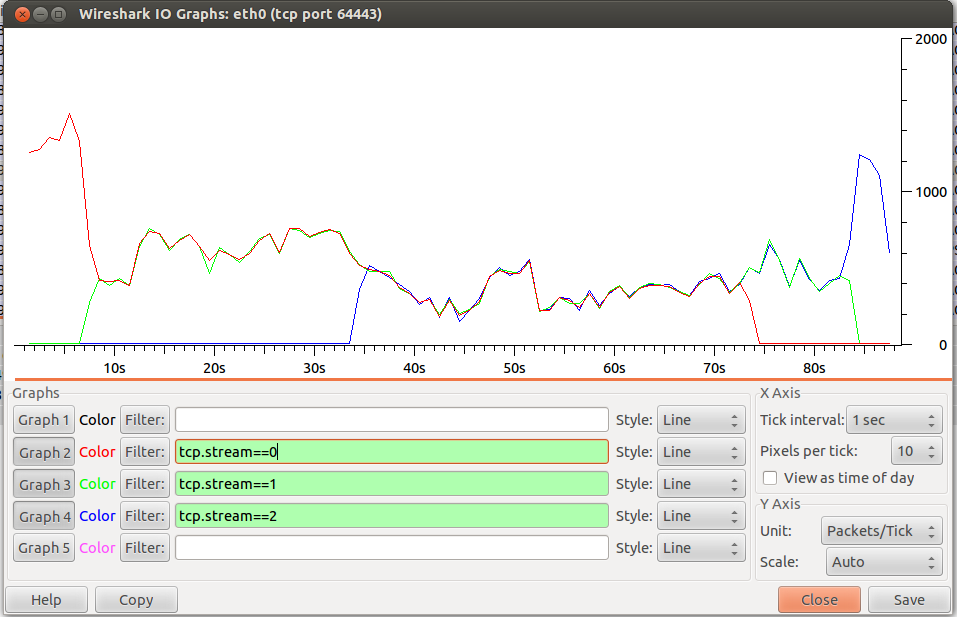 Wireshark IO Graphs: eth0 (tcp port 64443)
2000
1000
0
10s 20s 30s 40s 50s 60s 70s 80s
Graphs
Graph 1 Color Filter: Style: Line
Graph 2 Color Filter: tcp.stream==0 Style: Line
Graph 3 Color Filter: tcp.stream==1 Style: Line
Graph 4 Color Filter: tcp.stream==2 Style: Line
Graph 5 Color Filter: Style: Line
X Axis
Tick interval: 1 sec
Pixels per tick: 10
View as time of day
Y Axis
Unit: Packets/Tick
Scale: Auto
Help Copy Close Save